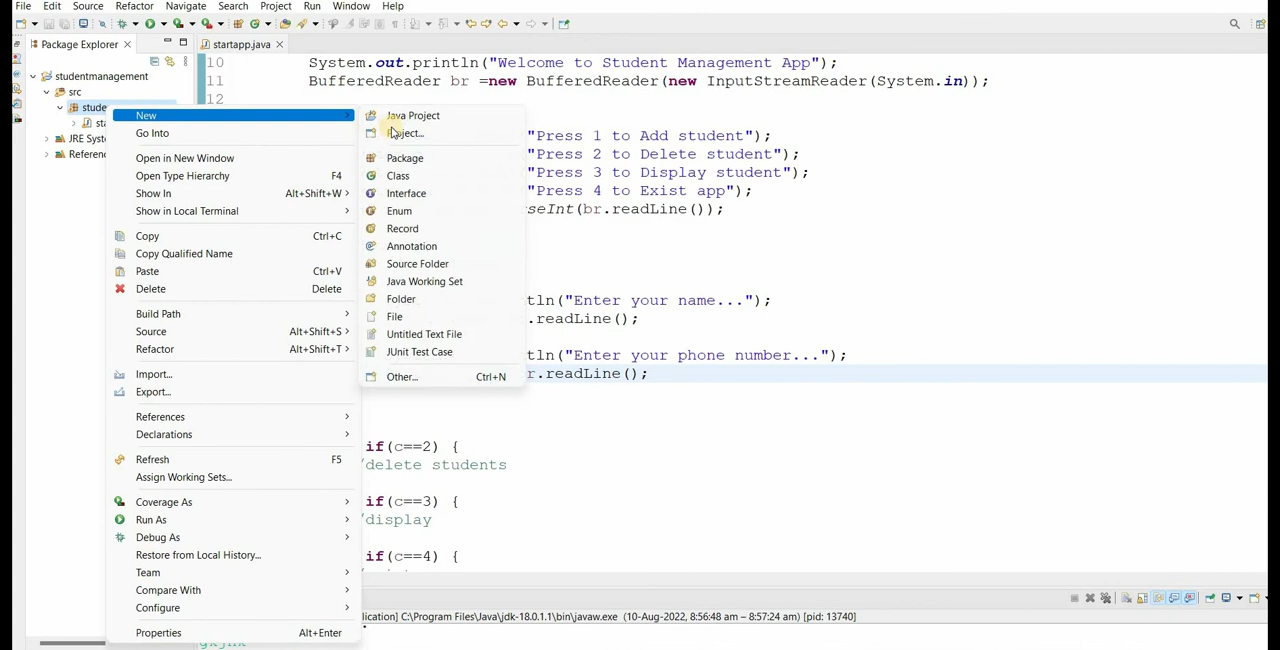 File Edit Source Refactor Navigate Search Project Run Window Help
Package Explorer
startapp.java
studentmanagement
src
stude
sta
JRE Syste
Referenc
10 System.out.println("Welcome to Student Management App");
11 BufferedReader br =new BufferedReader(new InputStreamReader(System.in));
12
"Press 1 to Add student");
"Press 2 to Delete student");
"Press 3 to Display student");
"Press 4 to Exist app");
seInt(br.readLine());
tln("Enter your name...");
.readLine();
tln("Enter your phone number...");
r.readLine();
if(c==2) {
/delete students
if(c==3) {
/display
if(c==4) {
New
Go Into
Open in New Window
Open Type Hierarchy F4
Show In Alt+Shift+W
Show in Local Terminal
Copy Ctrl+C
Copy Qualified Name
Paste Ctrl+V
Delete Delete
Build Path
Source Alt+Shift+S
Refactor Alt+Shift+T
Import...
Export...
References
Declarations
Refresh F5
Assign Working Sets...
Coverage As
Run As
Debug As
Restore from Local History...
Team
Compare With
Configure
Properties Alt+Enter
Java Project
Project...
Package
Class
Interface
Enum
Record
Annotation
Source Folder
Java Working Set
Folder
File
Untitled Text File
JUnit Test Case
Other... Ctrl+N
lication] C:\Program Files\Java\jdk-18.0.1.1\bin\javaw.exe (10-Aug-2022, 8:56:48 am – 8:57:24 am) [pid: 13740]